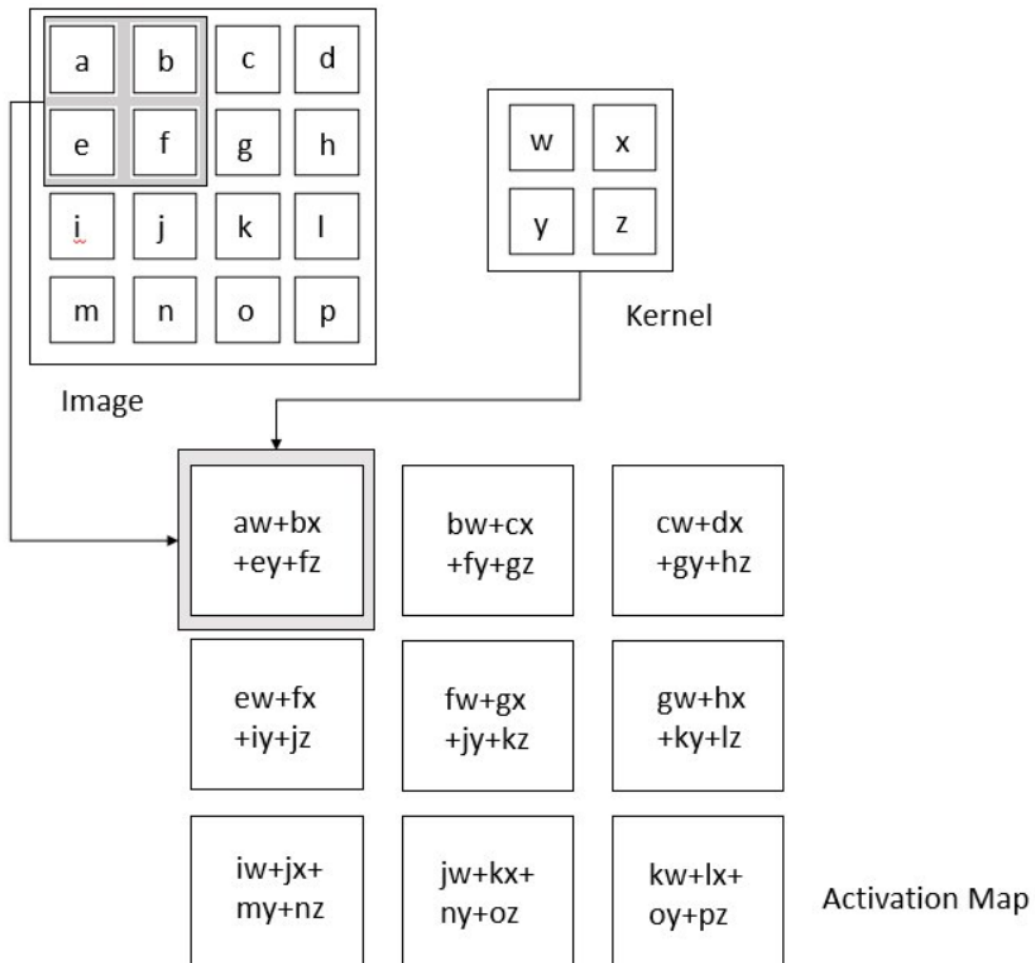 a b c d
w x
e f g h
y z
i j k l
m n o p
Kernel
Image
aw+bx
+ey+fz
bw+cx
+fy+gz
cw+dx
+gy+hz
ew+fx
+iy+jz
fw+gx
+jy+kz
gw+hx
+ky+lz
iw+jx+
my+nz
jw+kx+
ny+oz
kw+lx+
oy+pz
Activation Map